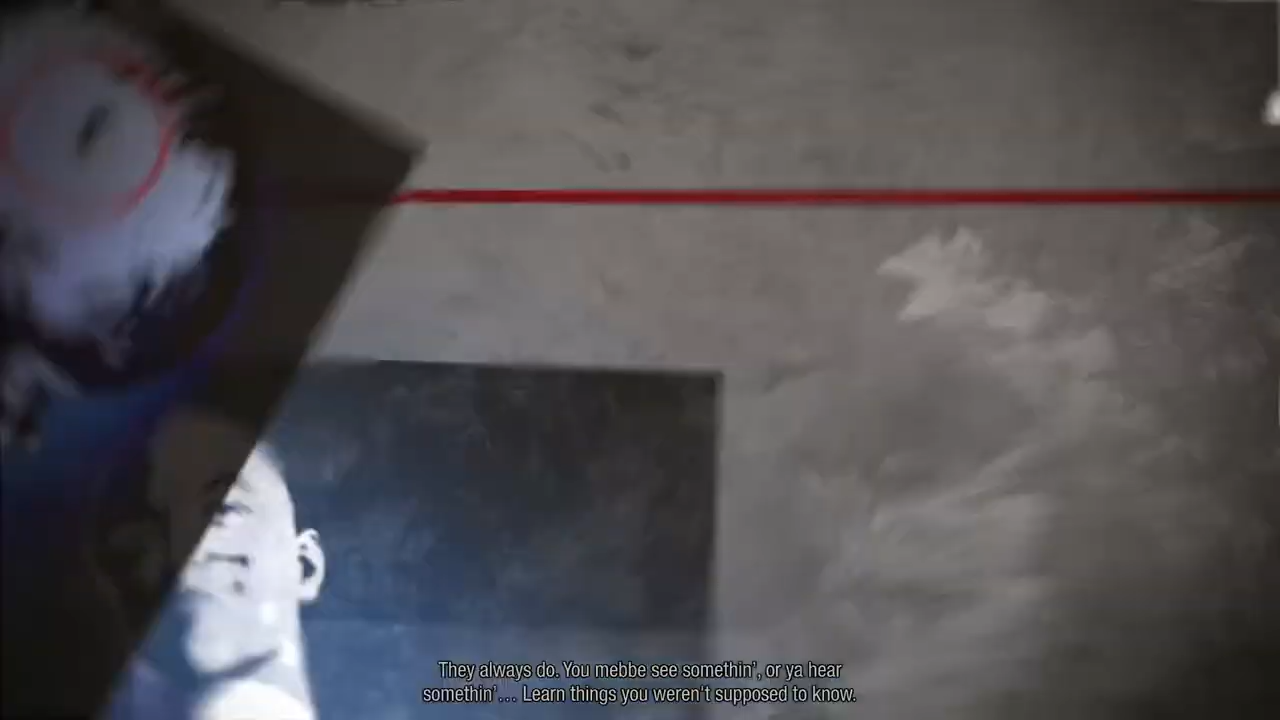 They always do. You mebbe see somethin', or ya hear
somethin'... Learn things you weren't supposed to know.